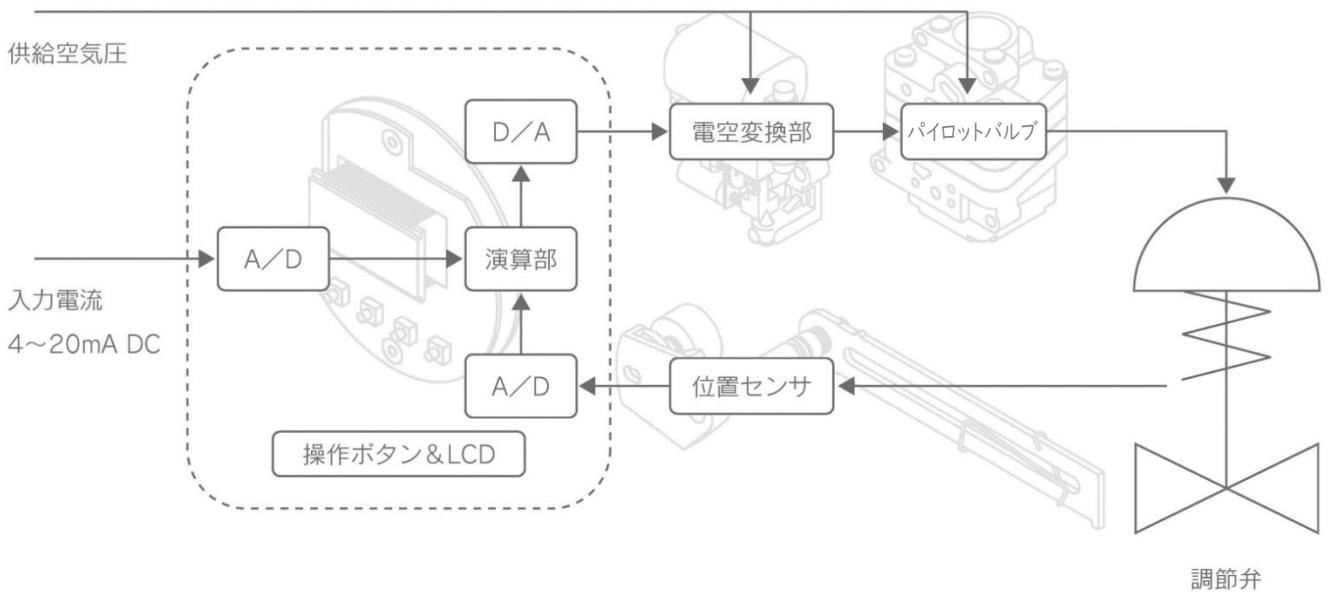 供給空気圧
D／A
電空変換部
パイロットバルブ
A／D
演算部
入力電流
4～20mA DC
A／D
位置センサ
操作ボタン＆LCD
調節弁